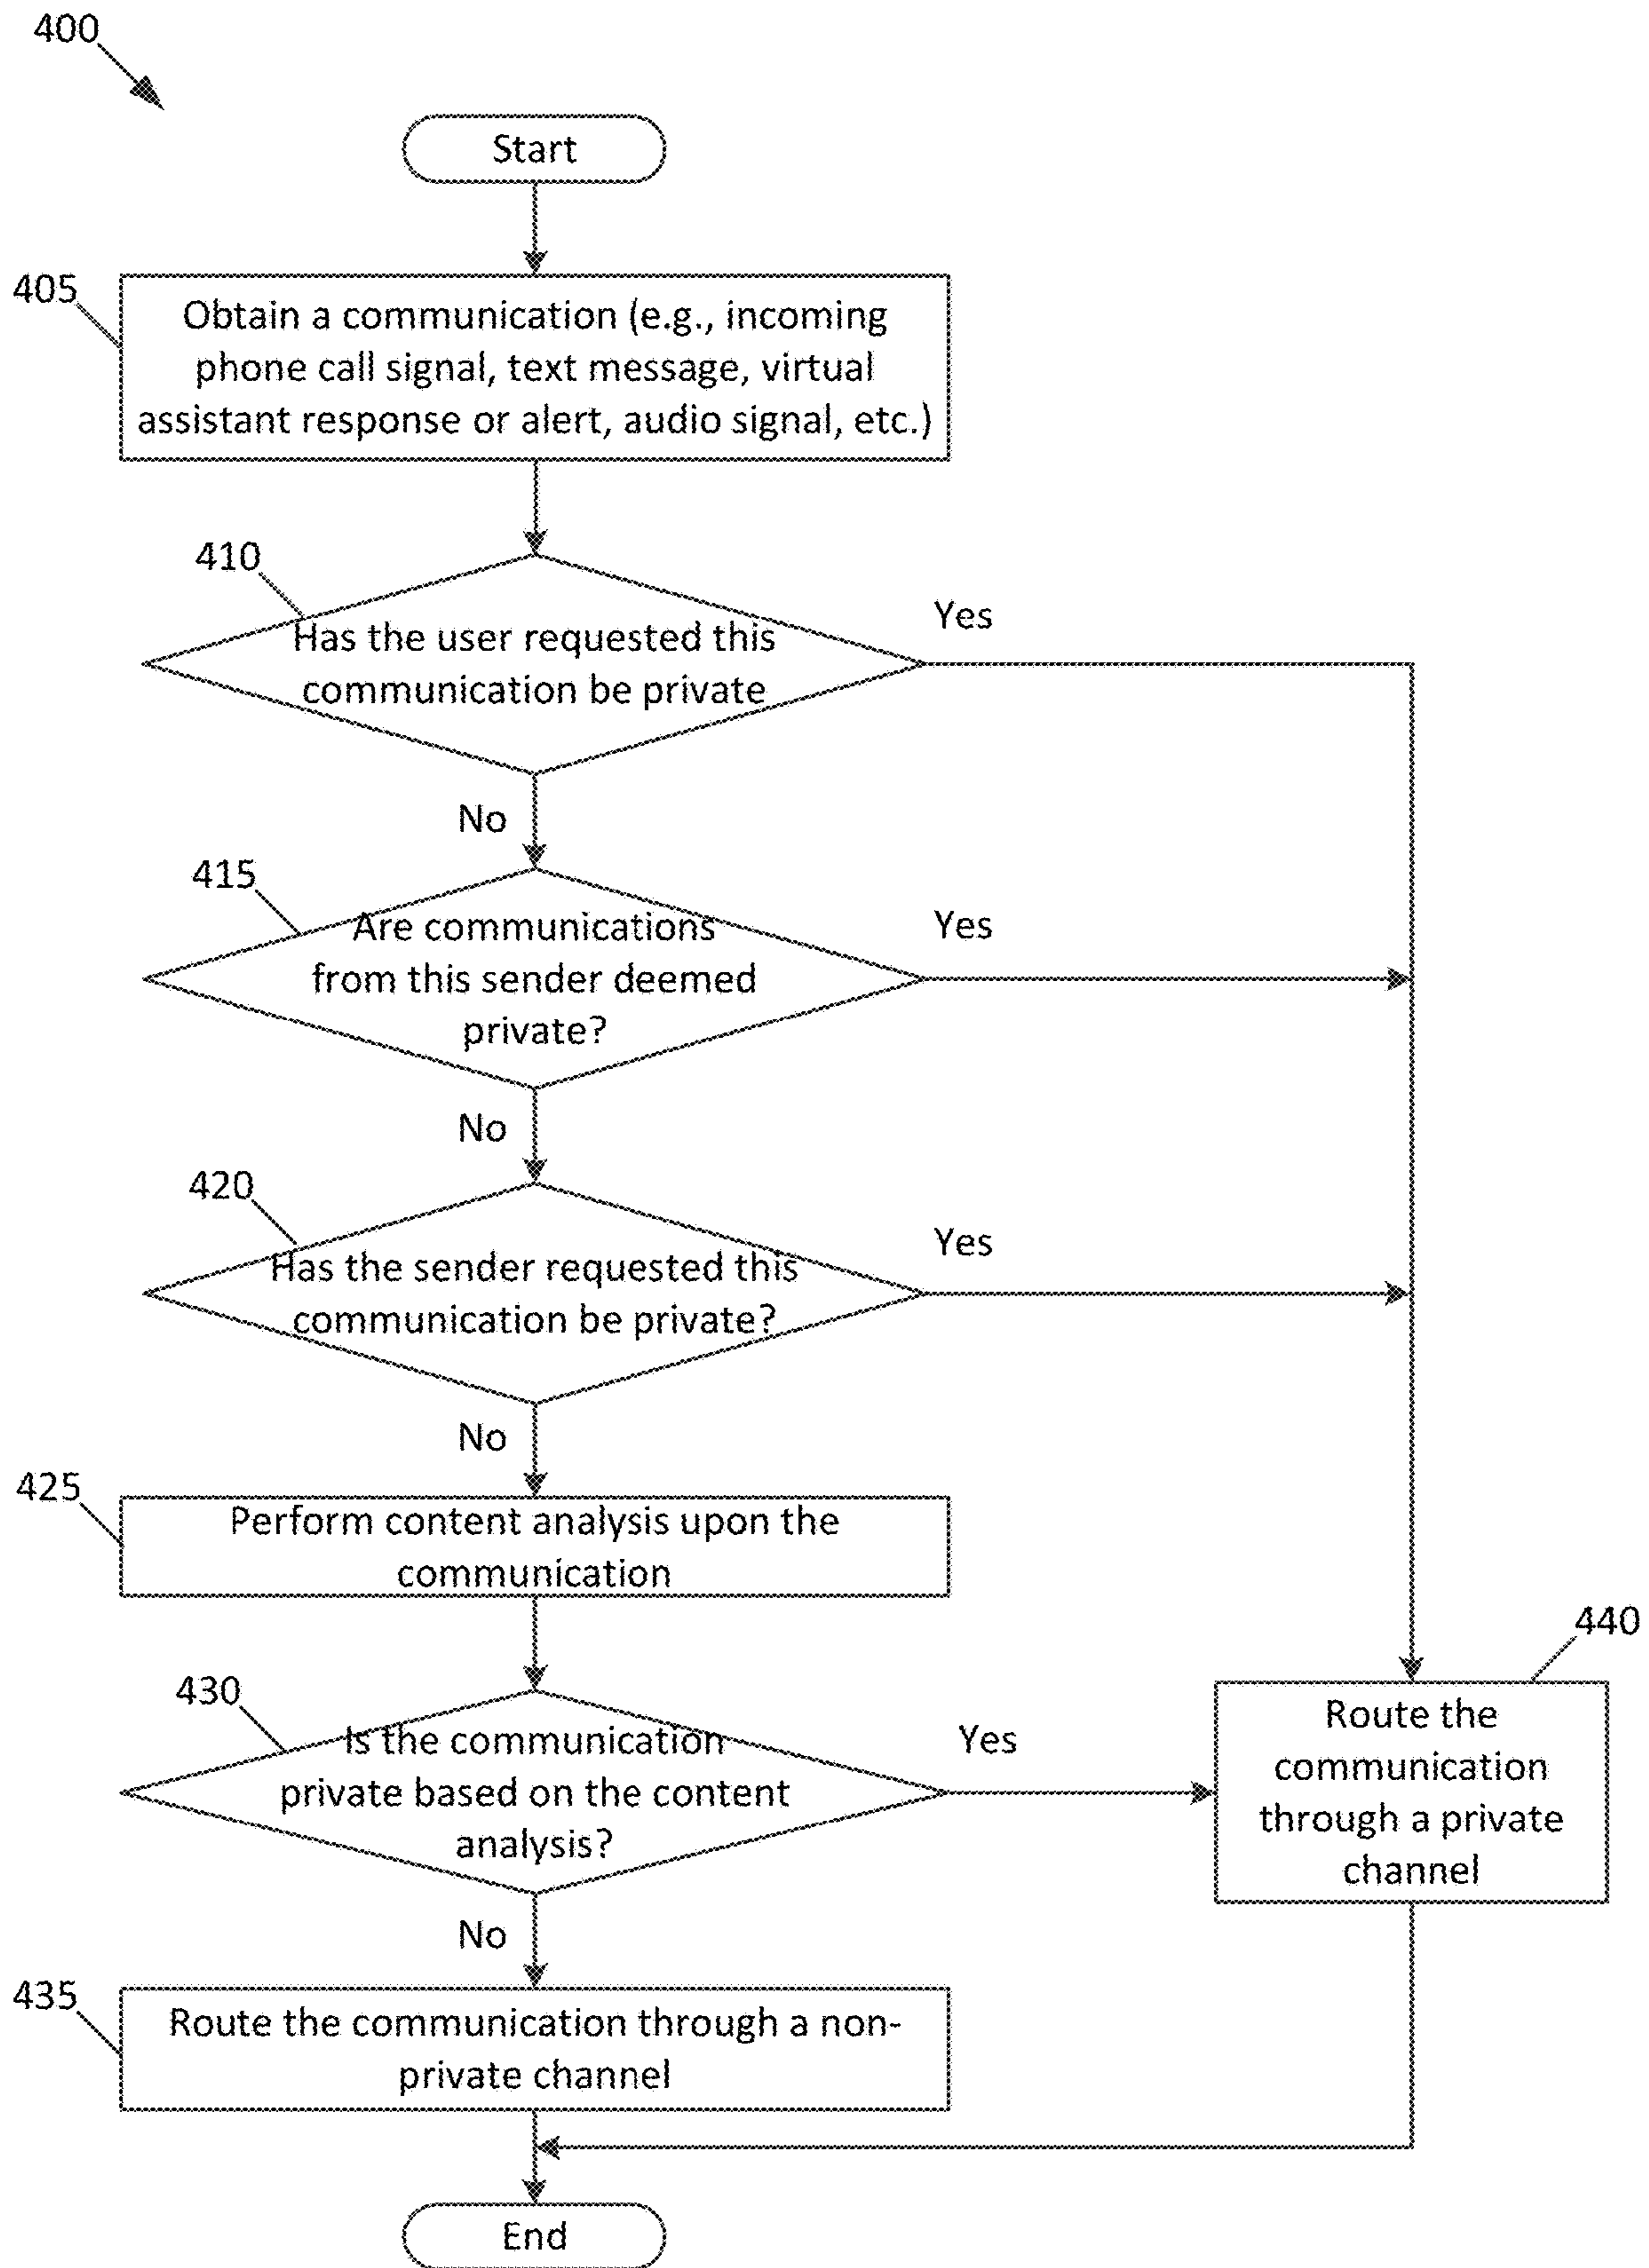 400
Start
405
Obtain a communication (e.g., incoming
phone call signal, text message, virtual
assistant response or alert, audio signal, etc.)
410
Has the user requested this
communication be private
Yes
No
415
Are communications
from this sender deemed
private?
Yes
No
420
Has the sender requested this
communication be private?
Yes
No
425
Perform content analysis upon the
communication
430
Is the communication
private based on the content
analysis?
Yes
440
Route the
communication
through a private
channel
No
435
Route the communication through a non-
private channel
End